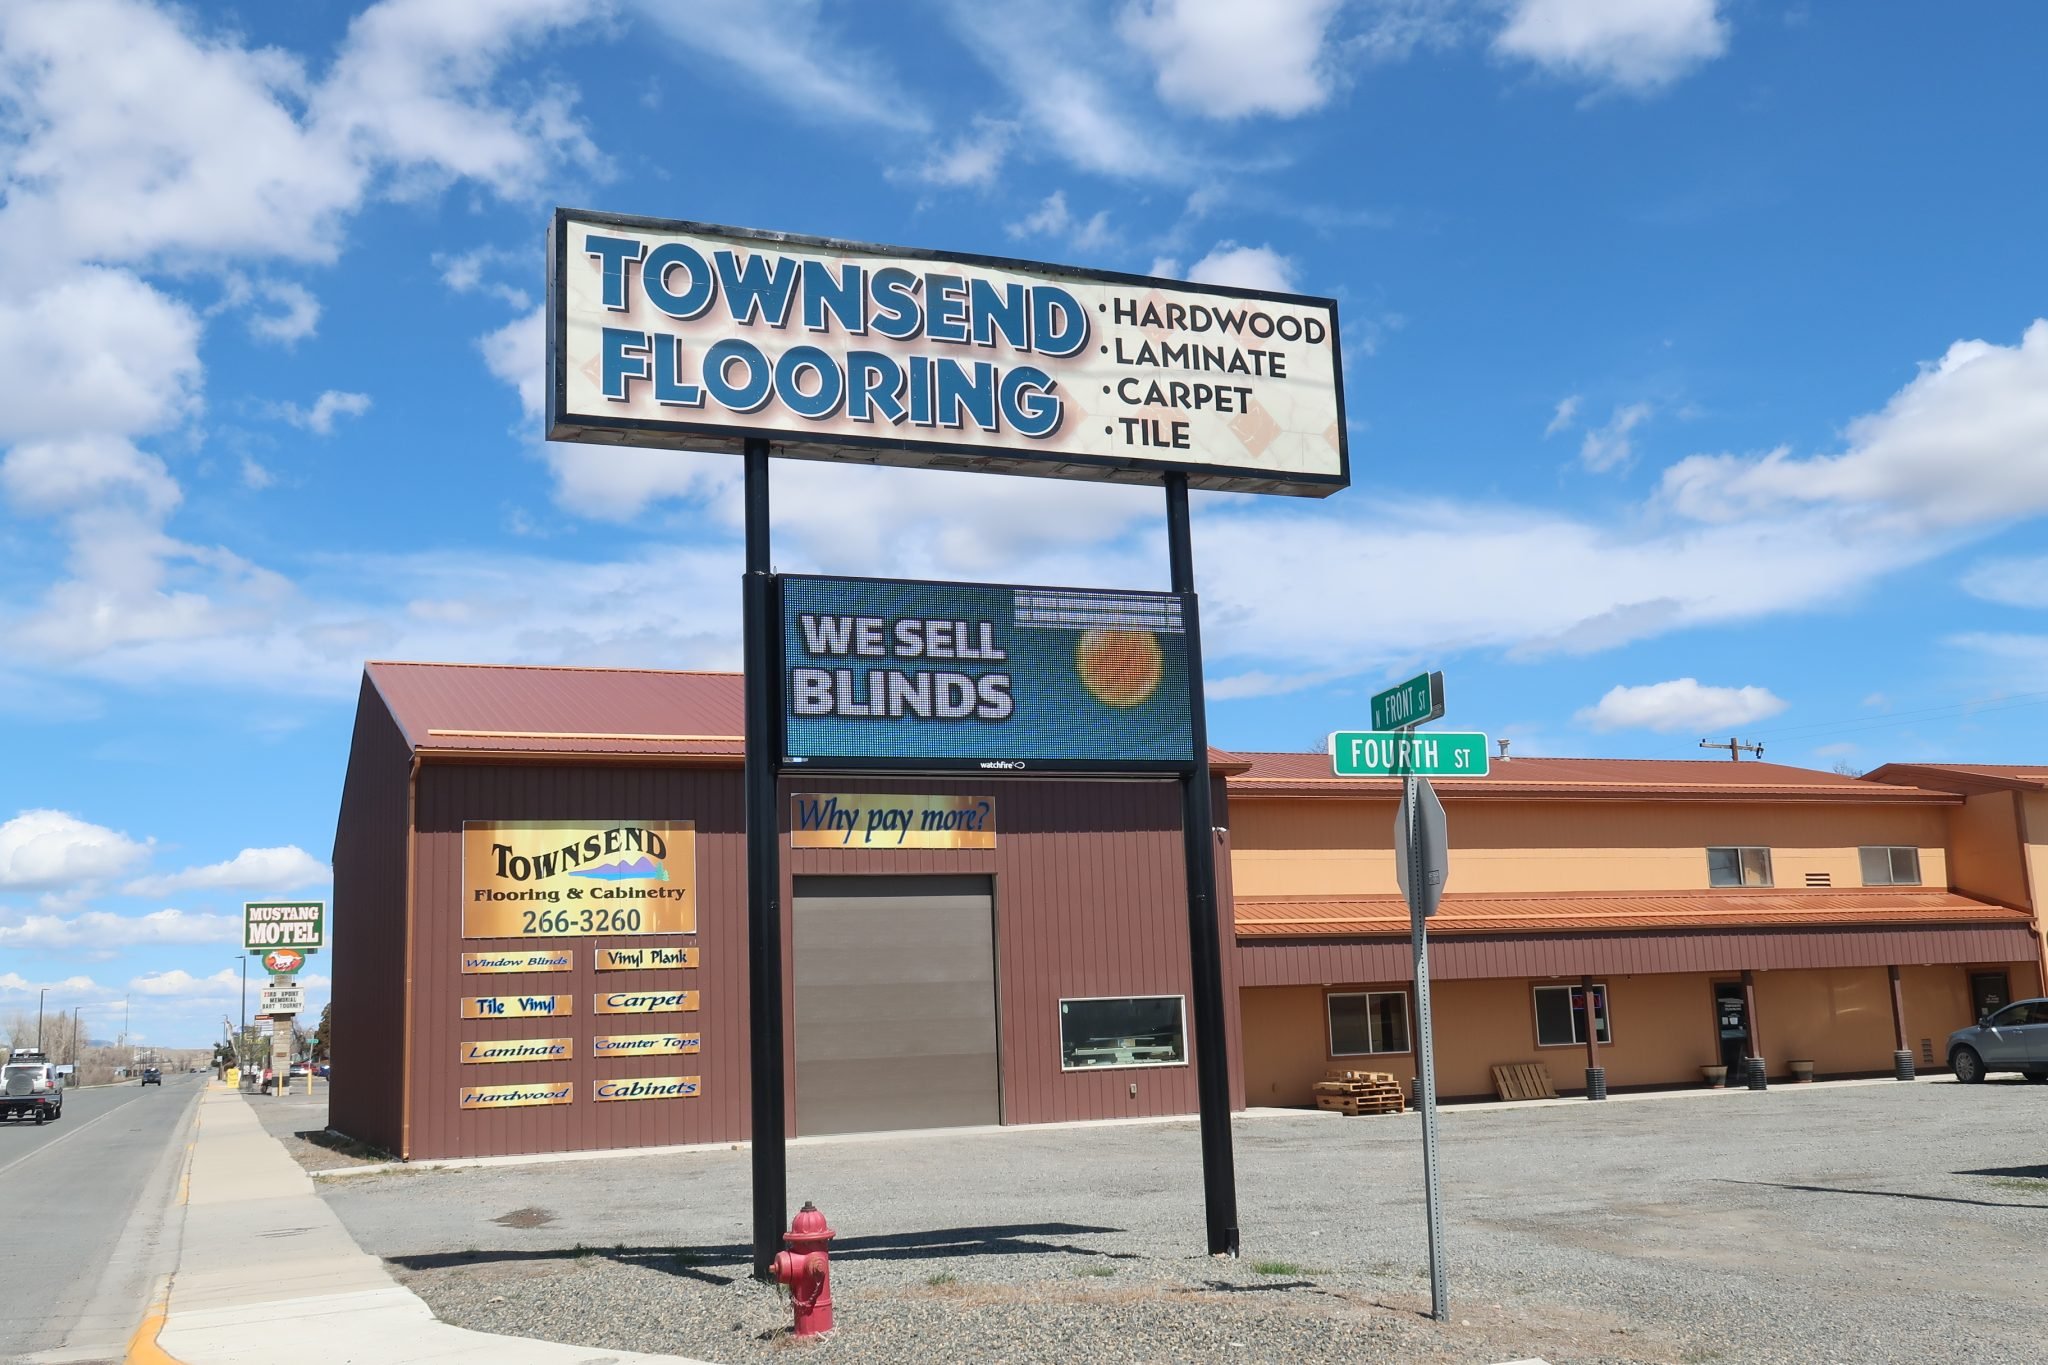 TOWNSEND
FLOORING
• HARDWOOD
• LAMINATE
• CARPET
• TILE
WE SELL
BLINDS
watchfire
N FRONT ST
FOURTH ST
Why pay more?
TOWNSEND
Flooring & Cabinetry
266-3260
Window Blinds
Vinyl Plank
Tile Vinyl
Carpet
Laminate
Counter Tops
Hardwood
Cabinets
MUSTANG
MOTEL
MEMORIAL